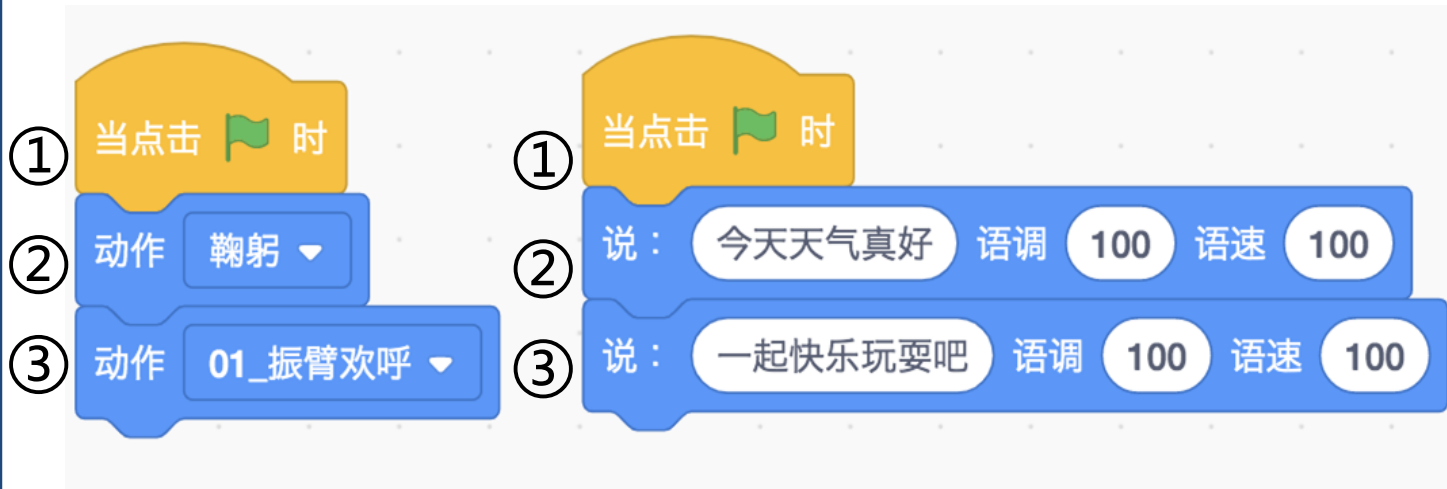 ① 当点击 时
② 动作 鞠躬
③ 动作 01_振臂欢呼
① 当点击 时
② 说： 今天天气真好 语调 100 语速 100
③ 说： 一起快乐玩耍吧 语调 100 语速 100